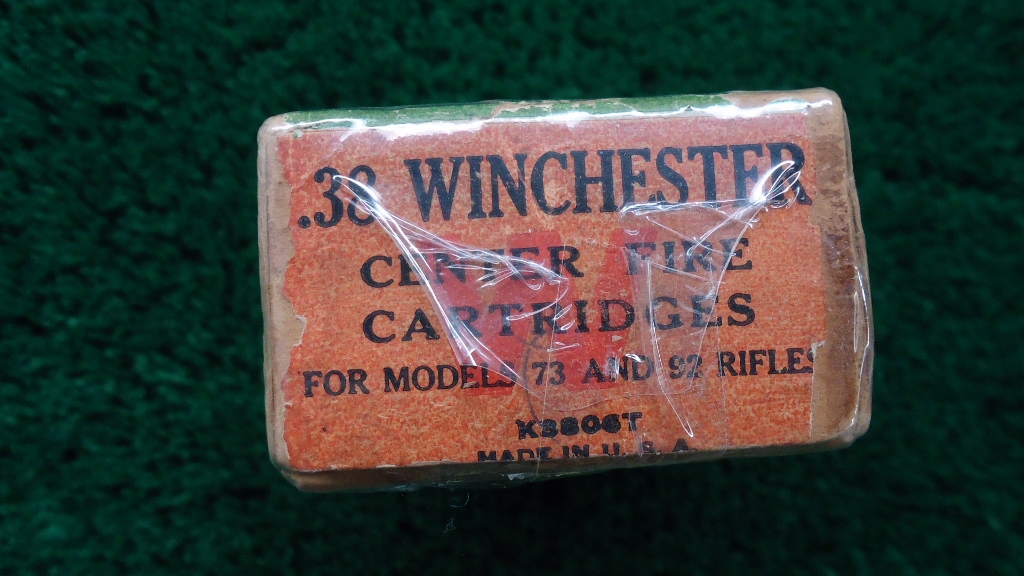 .38 WINCHESTER
CENTER FIRE
CARTRIDGES
FOR MODELS 73 AND 92 RIFLES
K3806T
MADE IN U. S. A.